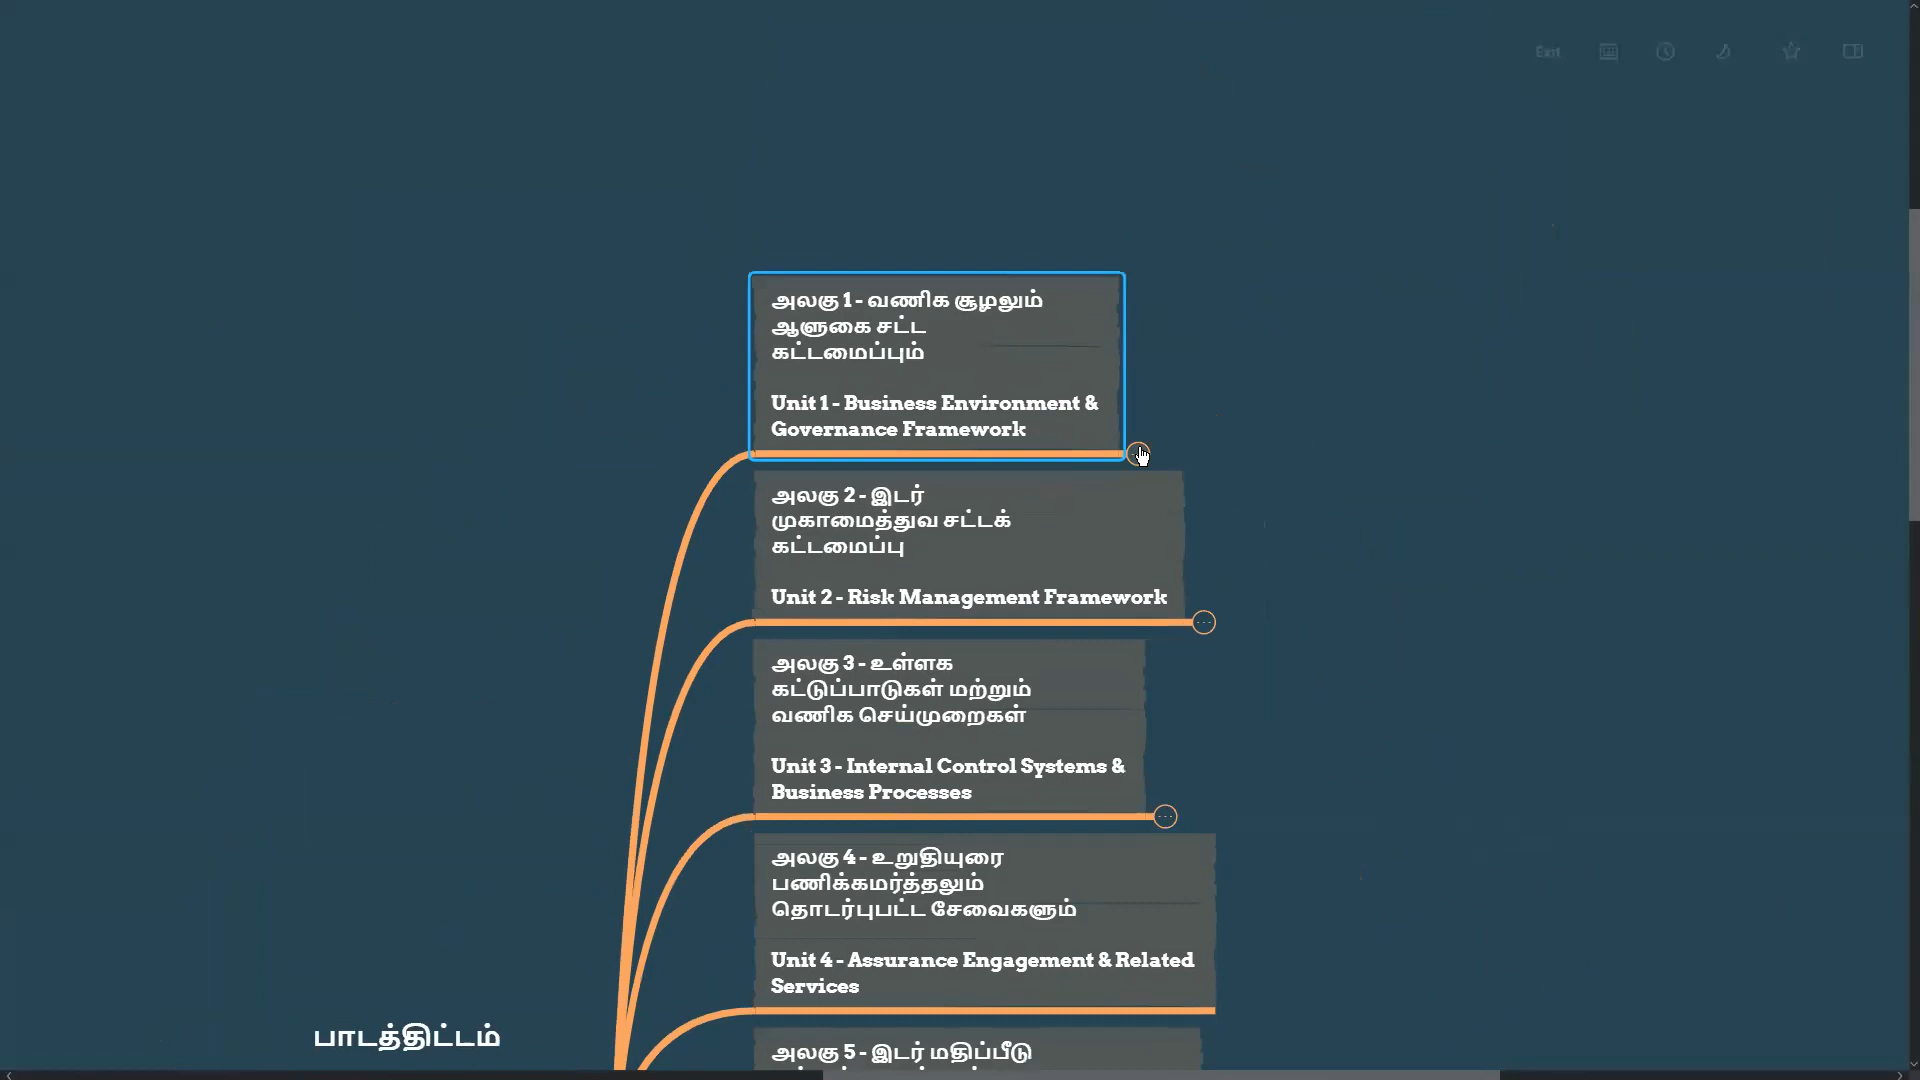 Exit
அலகு 1 - வணிக சூழலும்
ஆளுகை சட்ட
கட்டமைப்பும்
Unit 1 - Business Environment &
Governance Framework
அலகு 2 - இடர்
முகாமைத்துவ சட்டக்
கட்டமைப்பு
Unit 2 - Risk Management Framework
அலகு 3 - உள்ளக
கட்டுப்பாடுகள் மற்றும்
வணிக செய்முறைகள்
Unit 3 - Internal Control Systems &
Business Processes
அலகு 4 - உறுதியுரை
பணிக்கமர்த்தலும்
தொடர்புபட்ட சேவைகளும்
Unit 4 - Assurance Engagement & Related
Services
பாடத்திட்டம்
அலகு 5 - இடர் மதிப்பீடு